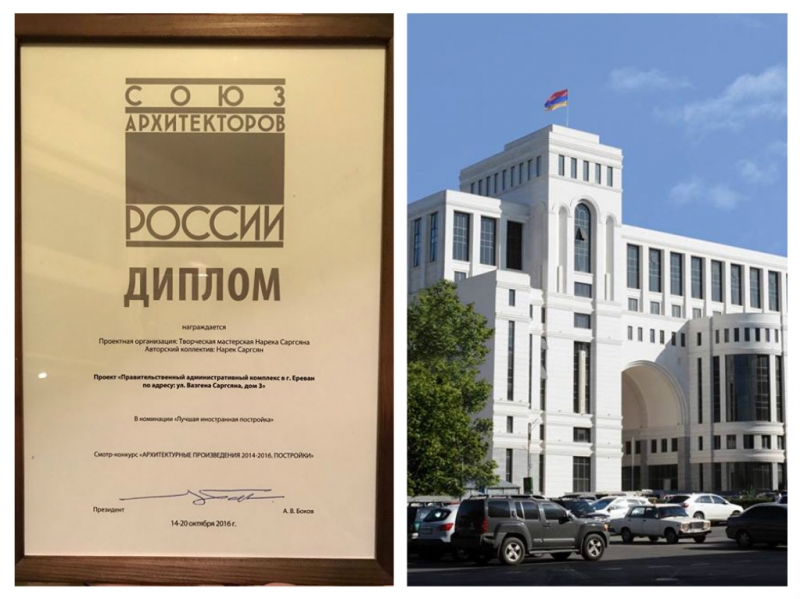 СОЮЗ
АРХИТЕКТОРОВ
РОССИИ
ДИПЛОМ
награждается
Проектная организация: Творческая мастерская Нарека Саргсяна
Авторский коллектив: Нарек Саргсян
Проект «Правительственный административный комплекс в г. Ереван
по адресу: ул. Вазгена Саргсяна, дом 3»
В номинации «Лучшая иностранная постройка»
Смотр-конкурс «АРХИТЕКТУРНЫЕ ПРОИЗВЕДЕНИЯ 2014-2016. ПОСТРОЙКИ»
Президент А. В. Боков
14-20 октября 2016 г.